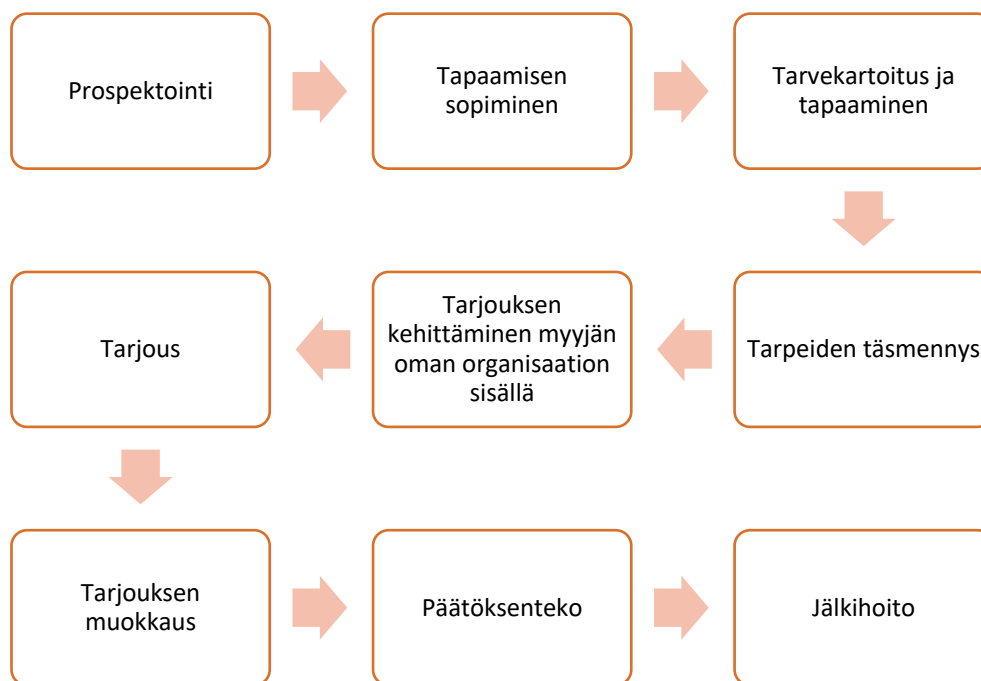 Prospektointi
Tapaamisen
sopiminen
Tarvekartoitus ja
tapaaminen
Tarpeiden täsmennys
Tarjouksen
kehittäminen myyjän
oman organisaation
sisällä
Tarjous
Tarjouksen
muokkaus
Päätöksenteko
Jälkihoito